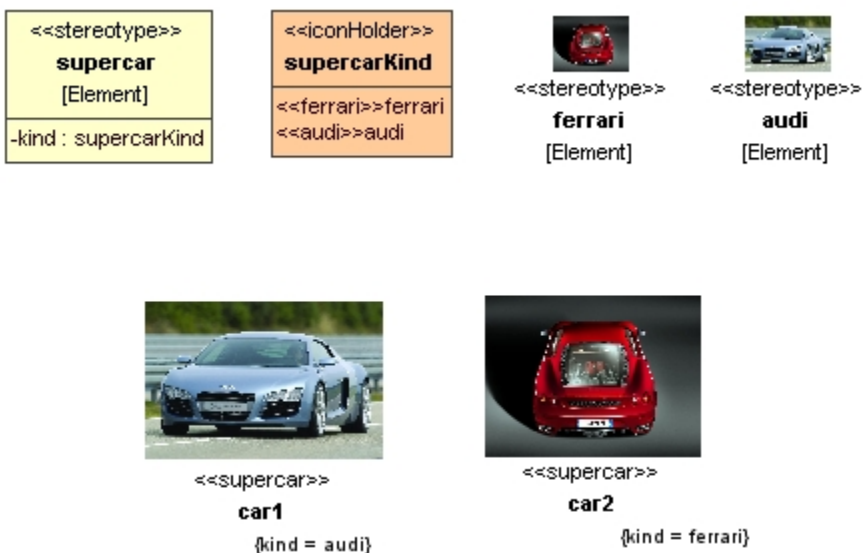 <<stereotype>>
supercar
[Element]
-kind : supercarKind
<<iconHolder>>
supercarKind
<<ferrari>>ferrari
<<audi>>audi
<<stereotype>>
ferrari
[Element]
<<stereotype>>
audi
[Element]
<<supercar>>
car1
{kind = audi}
<<supercar>>
car2
{kind = ferrari}